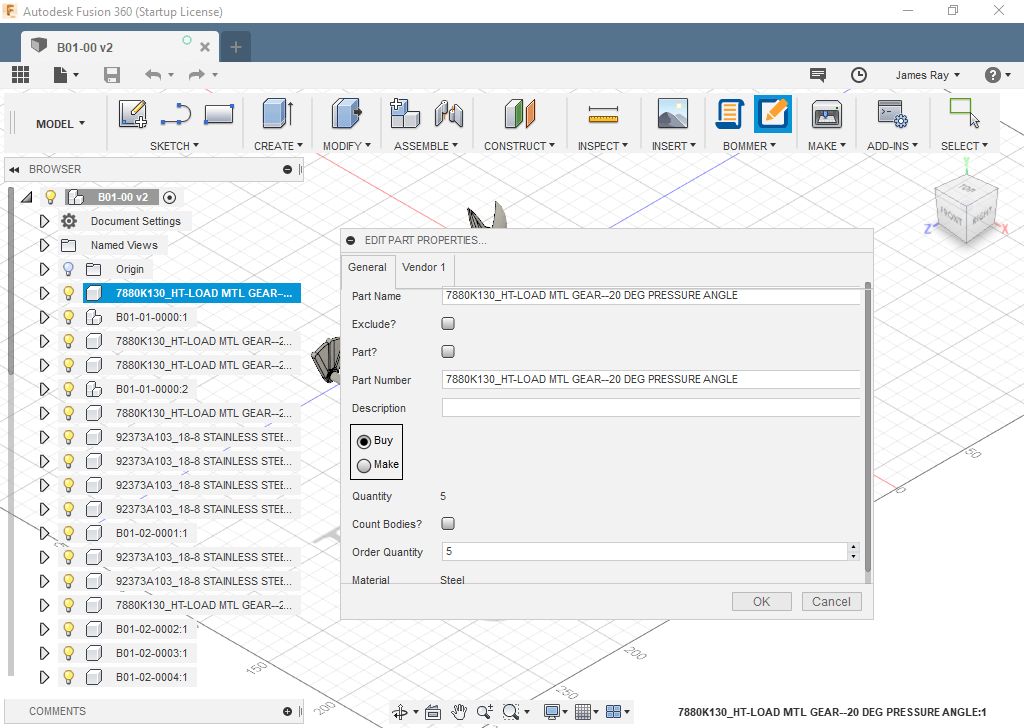 Autodesk Fusion 360 (Startup License)
B01-00 v2
James Ray
MODEL
SKETCH
CREATE
MODIFY
ASSEMBLE
CONSTRUCT
INSPECT
INSERT
BOMMER
MAKE
ADD-INS
SELECT
BROWSER
B01-00 v2
Document Settings
Named Views
Origin
7880K130_HT-LOAD MTL GEAR--...
B01-01-0000:1
7880K130_HT-LOAD MTL GEAR--2...
7880K130_HT-LOAD MTL GEAR--2...
B01-01-0000:2
7880K130_HT-LOAD MTL GEAR--2...
92373A103_18-8 STAINLESS STEE...
92373A103_18-8 STAINLESS STEE...
92373A103_18-8 STAINLESS STEE...
92373A103_18-8 STAINLESS STEE...
B01-02-0001:1
92373A103_18-8 STAINLESS STEE...
92373A103_18-8 STAINLESS STEE...
7880K130_HT-LOAD MTL GEAR--2...
B01-02-0002:1
B01-02-0003:1
B01-02-0004:1
COMMENTS
Y
TOP
FRONT
RIGHT
Z
X
EDIT PART PROPERTIES...
General
Vendor 1
Part Name 7880K130_HT-LOAD MTL GEAR--20 DEG PRESSURE ANGLE
Exclude?
Part?
Part Number 7880K130_HT-LOAD MTL GEAR--20 DEG PRESSURE ANGLE
Description
Buy
Make
Quantity 5
Count Bodies?
Order Quantity 5
Material Steel
OK
Cancel
50
0
150
200
200
250
7880K130_HT-LOAD MTL GEAR--20 DEG PRESSURE ANGLE:1